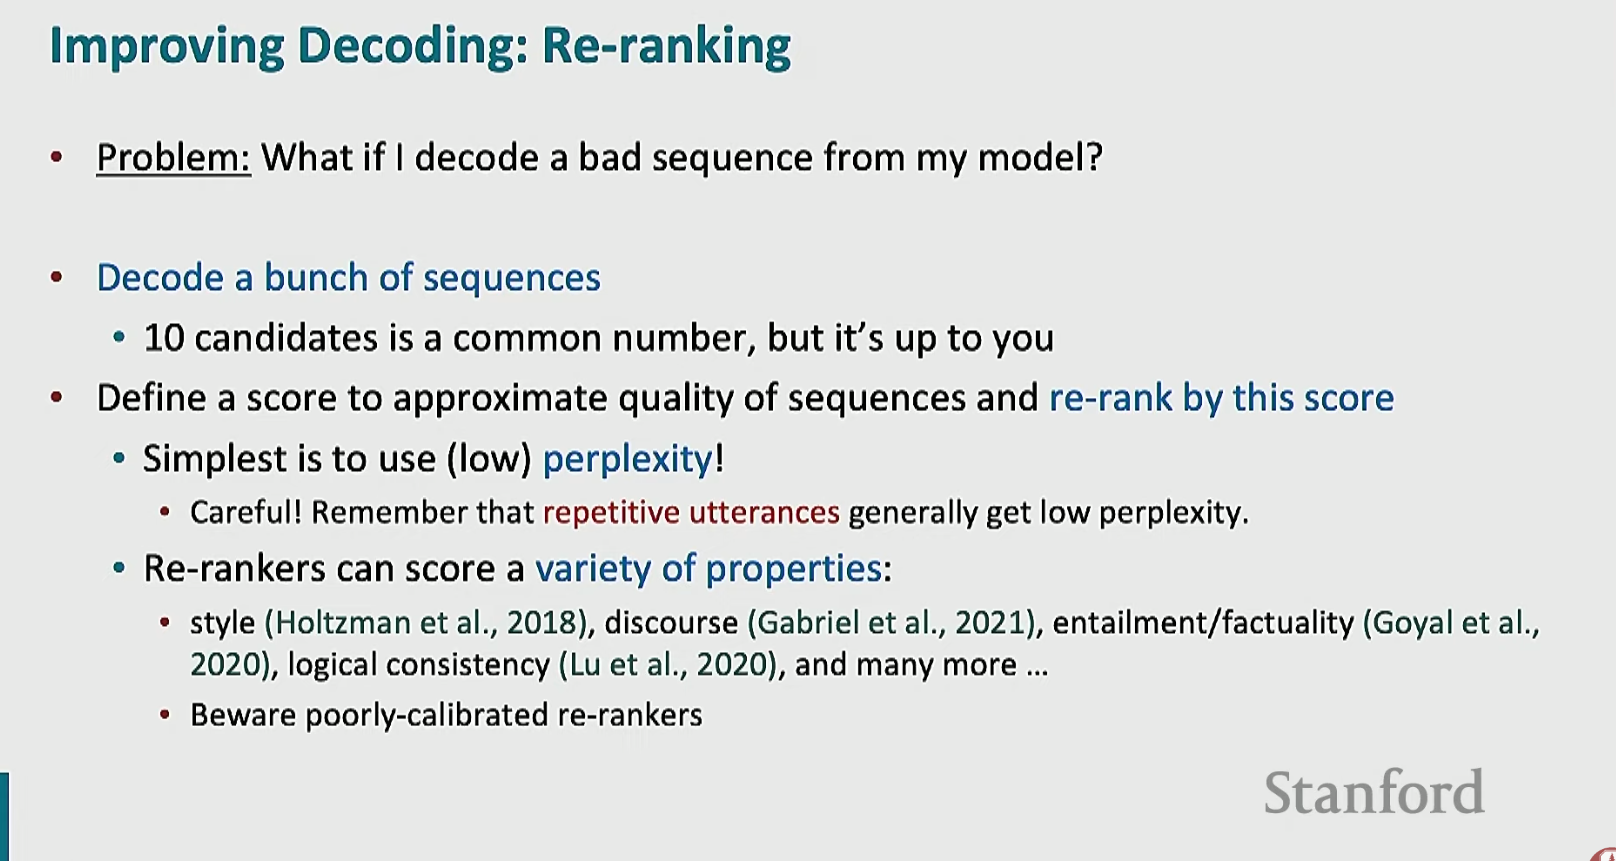 Improving Decoding: Re-ranking
• Problem: What if I decode a bad sequence from my model?
• Decode a bunch of sequences
• 10 candidates is a common number, but it’s up to you
• Define a score to approximate quality of sequences and re-rank by this score
• Simplest is to use (low) perplexity!
• Careful! Remember that repetitive utterances generally get low perplexity.
• Re-rankers can score a variety of properties:
• style (Holtzman et al., 2018), discourse (Gabriel et al., 2021), entailment/factuality (Goyal et al.,
2020), logical consistency (Lu et al., 2020), and many more ...
• Beware poorly-calibrated re-rankers
Stanford